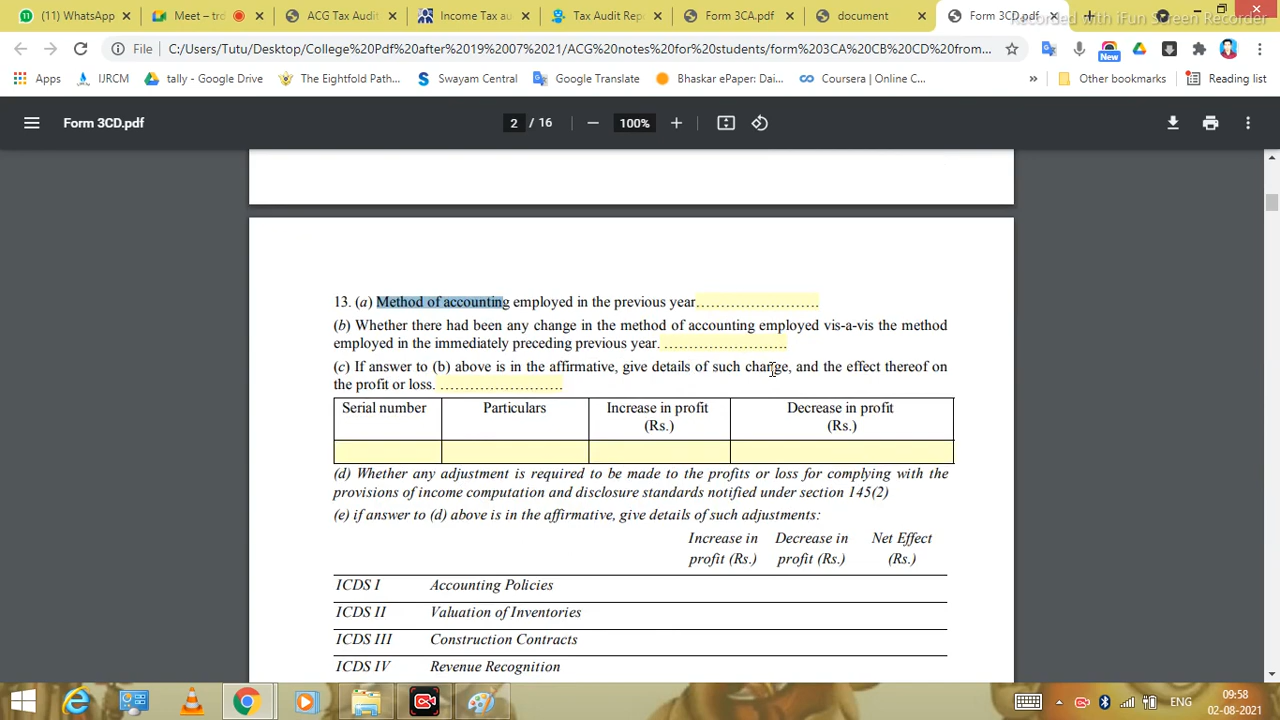 (11) WhatsApp
Meet – trd
ACG Tax Audit
Income Tax au
Tax Audit Rep
Form 3CA.pdf
document
Form 3CD.pdf
Recorded with iFun Screen Recorder
File C:/Users/Tutu/Desktop/College%20Pdf%20after%2019%2007%2021/ACG%20notes%20for%20students/form%203CA%20CB%20CD%20from...
New
Apps IJRCM tally - Google Drive The Eightfold Path... Swayam Central Google Translate Bhaskar=Paper: Dai... Coursera | Online C... » Other bookmarks Reading list
Form 3CD.pdf 2 / 16 100%
13. (a) Method of accounting employed in the previous year…………………….
(b) Whether there had been any change in the method of accounting employed vis-a-vis the method
employed in the immediately preceding previous year. …………………….
(c) If answer to (b) above is in the affirmative, give details of such change, and the effect thereof on
the profit or loss. …………………….
Serial number Particulars Increase in profit Decrease in profit
(Rs.) (Rs.)
(d) Whether any adjustment is required to be made to the profits or loss for complying with the
provisions of income computation and disclosure standards notified under section 145(2)
(e) if answer to (d) above is in the affirmative, give details of such adjustments:
Increase in Decrease in Net Effect
profit (Rs.) profit (Rs.) (Rs.)
ICDS I Accounting Policies
ICDS II Valuation of Inventories
ICDS III Construction Contracts
ICDS IV Revenue Recognition
ENG
09:58
02-08-2021